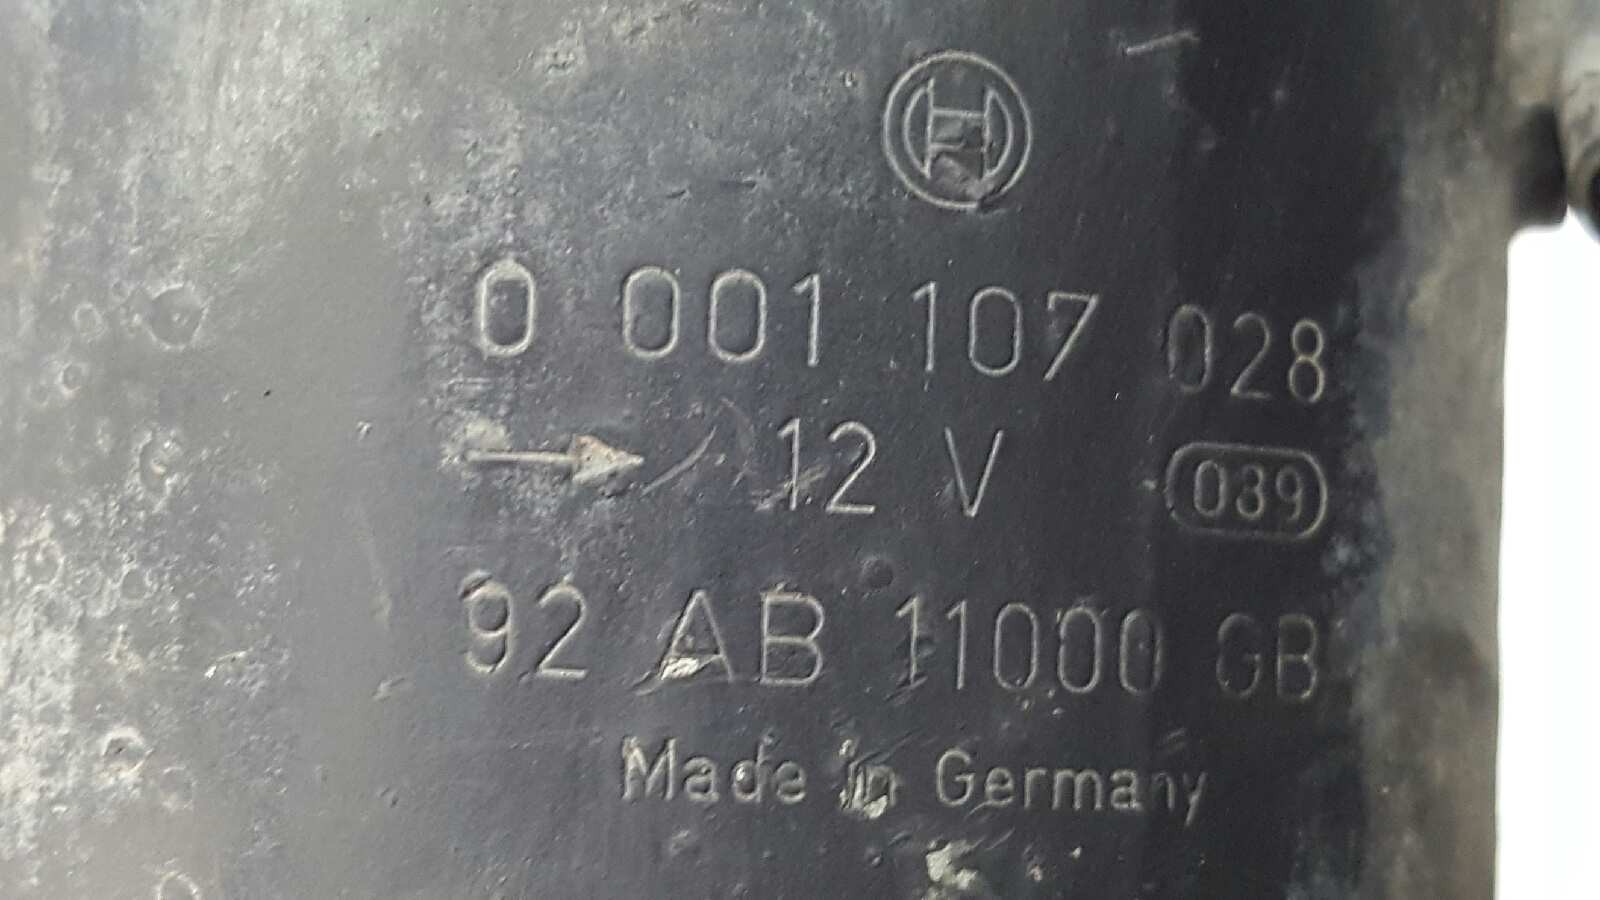 0 001 107 028
→ 12 V 039
92 AB 11000 GB
Made in Germany